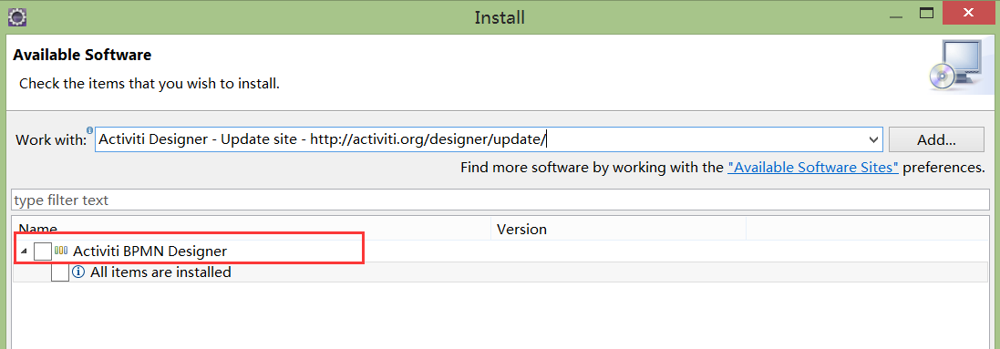 Install
Available Software
Check the items that you wish to install.
Work with: Activiti Designer - Update site - http://activiti.org/designer/update/ Add...
Find more software by working with the "Available Software Sites" preferences.
type filter text
Name Version
Activiti BPMN Designer
All items are installed